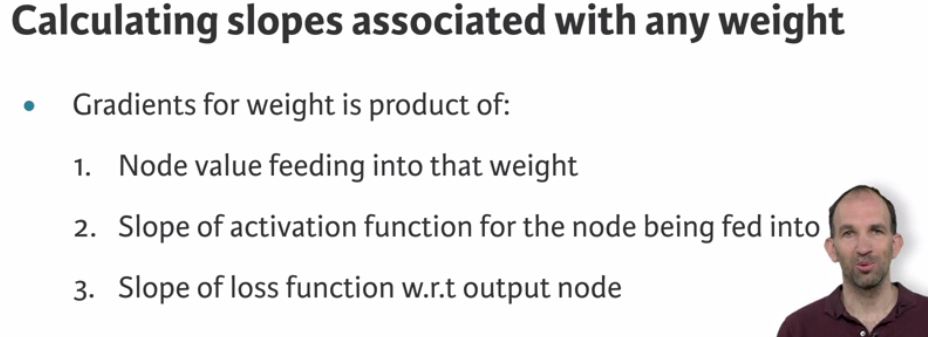 Calculating slopes associated with any weight
• Gradients for weight is product of:
1. Node value feeding into that weight
2. Slope of activation function for the node being fed into
3. Slope of loss function w.r.t output node